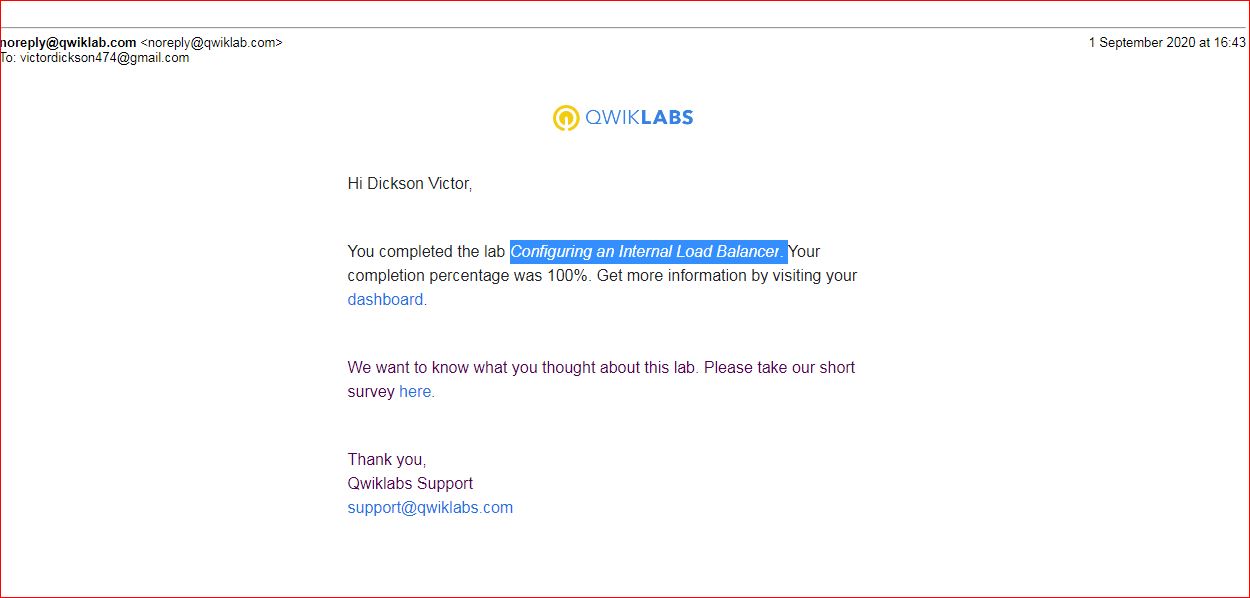 noreply@qwiklab.com <noreply@qwiklab.com>
1 September 2020 at 16:43
To: victordickson474@gmail.com
QWIKLABS
Hi Dickson Victor,
You completed the lab Configuring an Internal Load Balancer. Your
completion percentage was 100%. Get more information by visiting your
dashboard.
We want to know what you thought about this lab. Please take our short
survey here.
Thank you,
Qwiklabs Support
support@qwiklabs.com